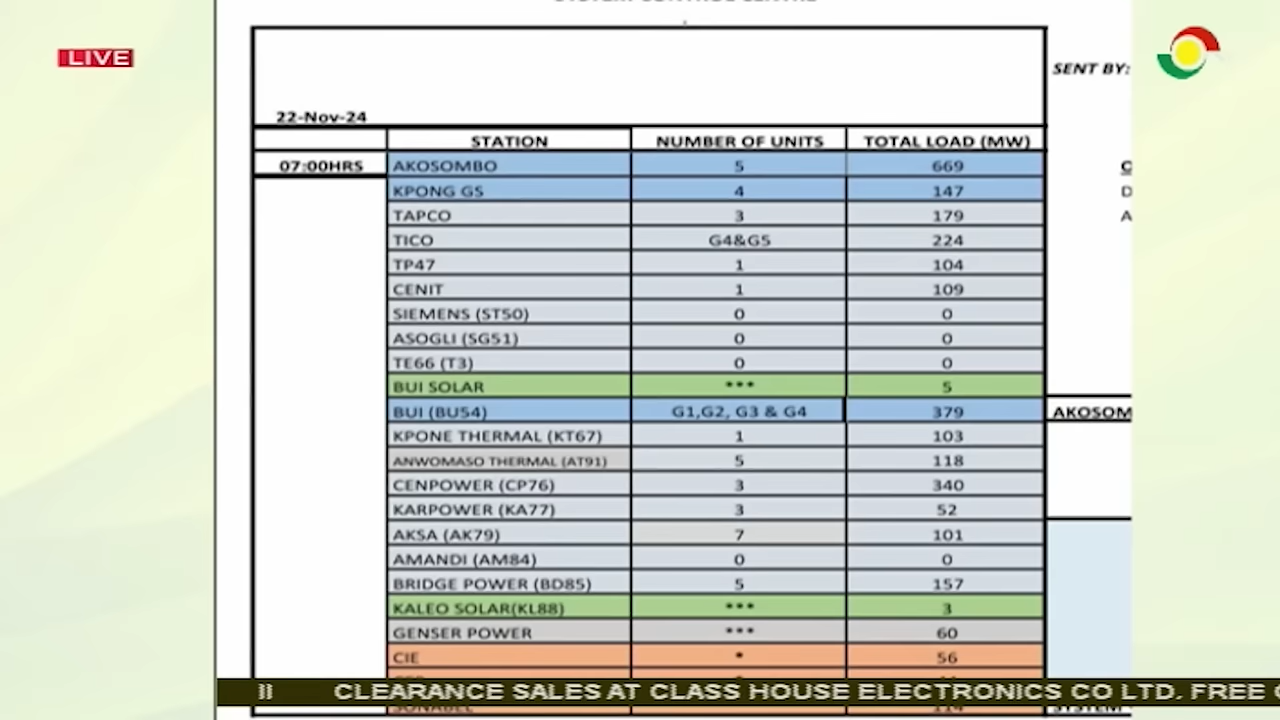 LIVE
SENT BY:
22-Nov-24
STATION NUMBER OF UNITS TOTAL LOAD (MW)
07:00HRS AKOSOMBO 5 669
KPONG GS 4 147
TAPCO 3 179
TICO G4&G5 224
TP47 1 104
CENIT 1 109
SIEMENS (ST50) 0 0
ASOGLI (SG51) 0 0
TE66 (T3) 0 0
BUI SOLAR *** 5
BUI (BU54) G1,G2, G3 & G4 379
AKOSOM
KPONE THERMAL (KT67) 1 103
ANWOMASO THERMAL (AT91) 5 118
CENPOWER (CP76) 3 340
KARPOWER (KA77) 3 52
AKSA (AK79) 7 101
AMANDI (AM84) 0 0
BRIDGE POWER (BD85) 5 157
KALEO SOLAR(KL88) *** 3
GENSER POWER *** 60
CIE * 56
CLEARANCE SALES AT CLASS HOUSE ELECTRONICS CO LTD. FREE